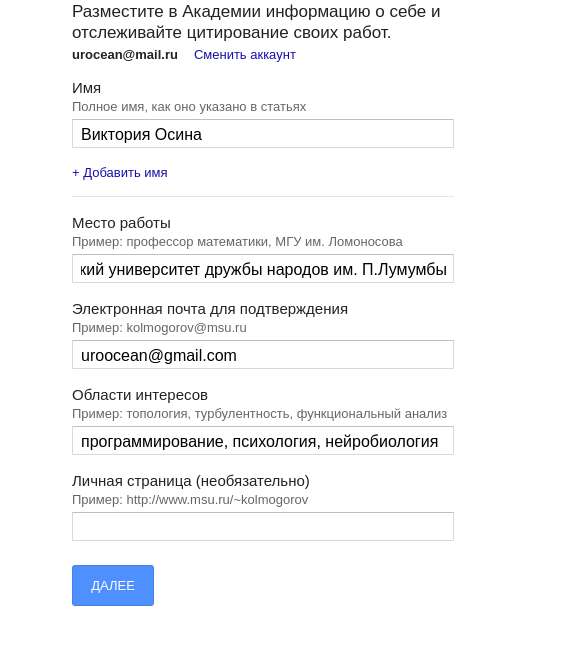 Разместите в Академии информацию о себе и
отслеживайте цитирование своих работ.
urocean@mail.ru Сменить аккаунт
Имя
Полное имя, как оно указано в статьях
Виктория Осина
+ Добавить имя
Место работы
Пример: профессор математики, МГУ им. Ломоносова
кий университет дружбы народов им. П.Лумумбы
Электронная почта для подтверждения
Пример: kolmogorov@msu.ru
uroocean@gmail.com
Области интересов
Пример: топология, турбулентность, функциональный анализ
программирование, психология, нейробиология
Личная страница (необязательно)
Пример: http://www.msu.ru/~kolmogorov
ДАЛЕЕ